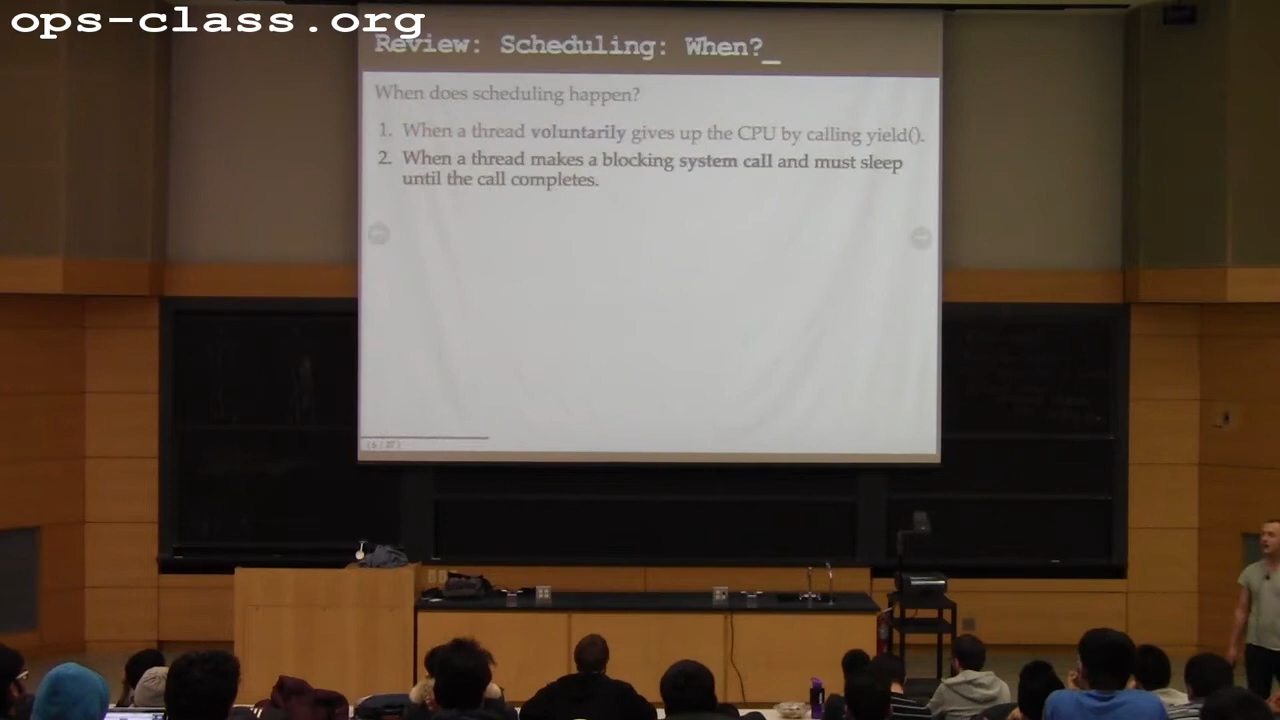 ops-class.org
Review: Scheduling: When?_
When does scheduling happen?
1. When a thread voluntarily gives up the CPU by calling yield().
2. When a thread makes a blocking system call and must sleep
until the call completes.